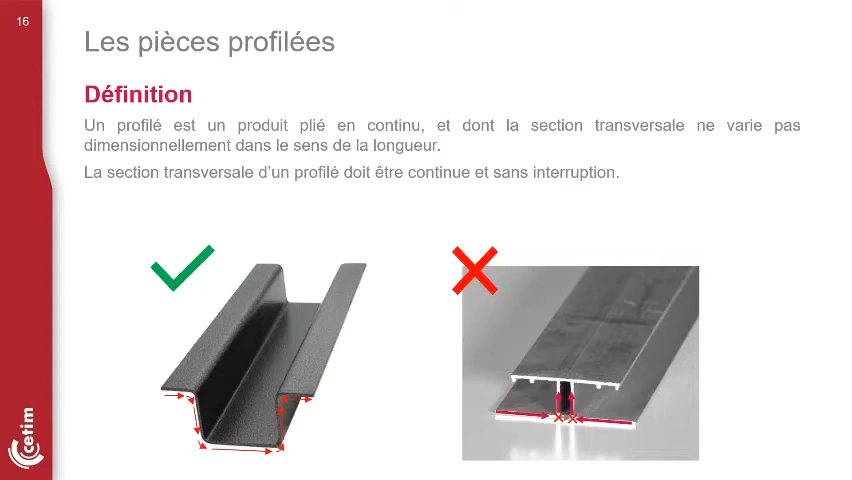 16
Les pièces profilées
Définition
Un profilé est un produit plié en continu, et dont la section transversale ne varie pas
dimensionnellement dans le sens de la longueur.
La section transversale d’un profilé doit être continue et sans interruption.
cetim